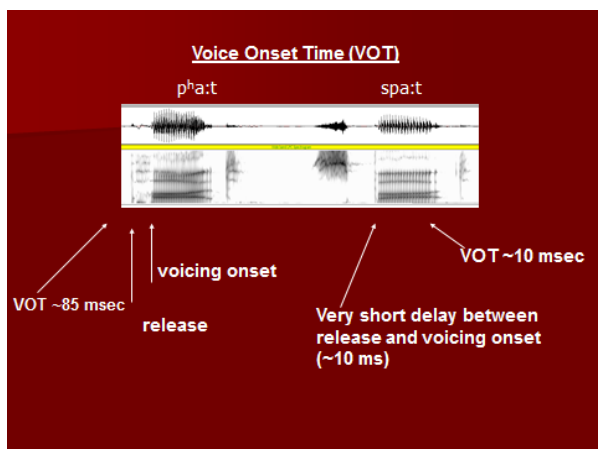 Voice Onset Time (VOT)
pʰa:t spa:t
voicing onset
VOT ~10 msec
VOT ~85 msec
release
Very short delay between
release and voicing onset
(~10 ms)